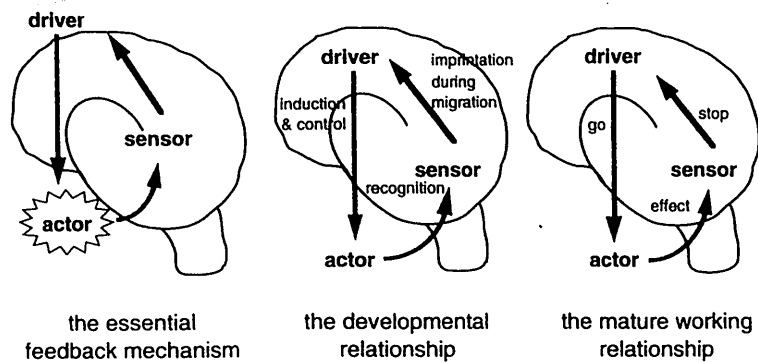 driver
sensor
actor
the essential
feedback mechanism
driver
imprintation
during
migration
induction
& control
sensor
recognition
actor
the developmental
relationship
driver
go
stop
sensor
effect
actor
the mature working
relationship